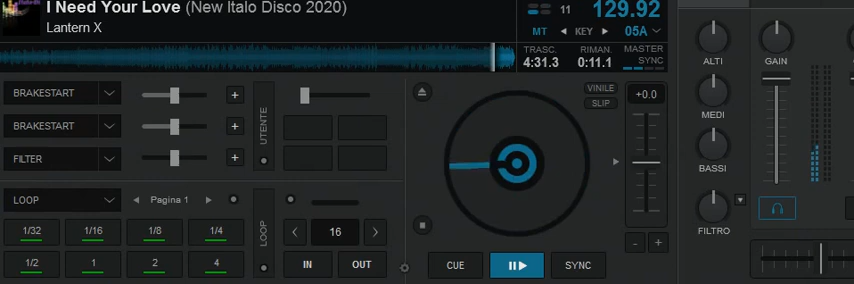 I Need Your Love (New Italo Disco 2020)
Lantern X
11
129.92
MT KEY 05A
TRASC. RIMAN. MASTER SYNC
4:31.3 0:11.1
BRAKESTART
BRAKESTART
FILTER
UTENTE
VINILE
SLIP
+0.0
ALTI
GAIN
MEDI
BASSI
FILTRO
LOOP
Pagina 1
1/32 1/16 1/8 1/4
1/2 1 2 4
LOOP
16
IN OUT
CUE SYNC